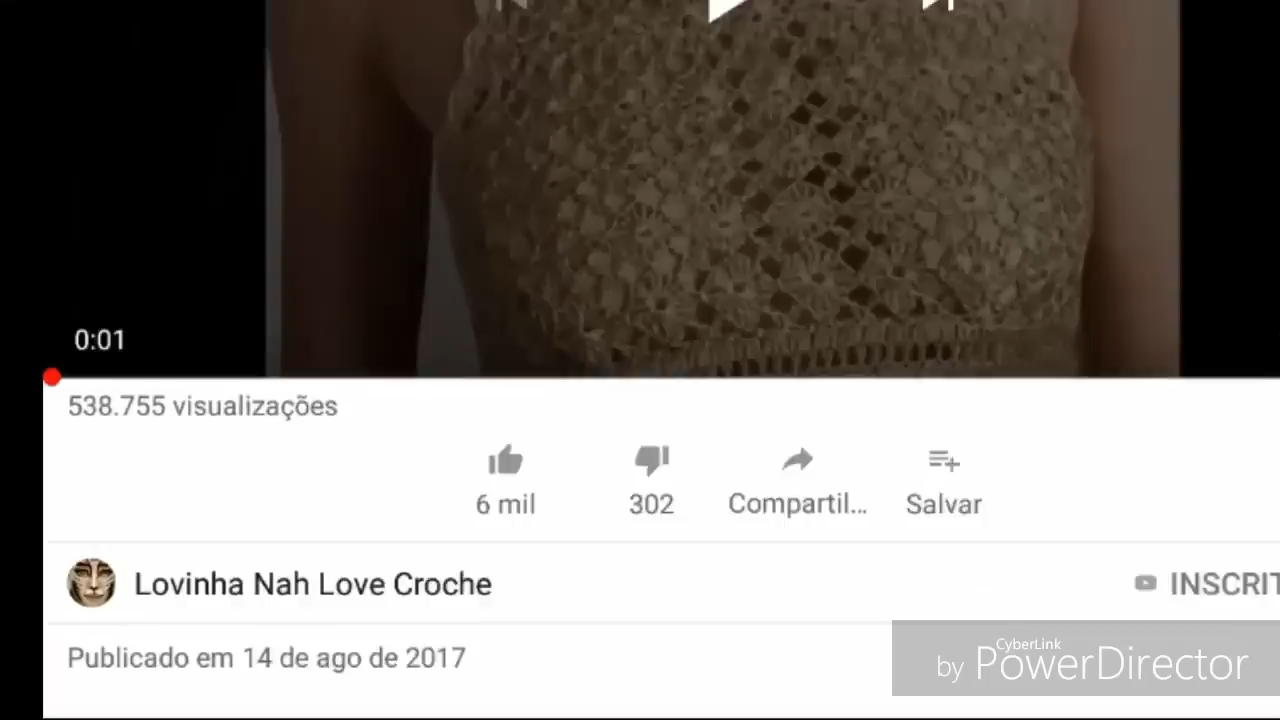 0:01
538.755 visualizações
6 mil
302
Compartil...
Salvar
Lovinha Nah Love Croche
INSCRIT
Publicado em 14 de ago de 2017
CyberLink
by PowerDirector